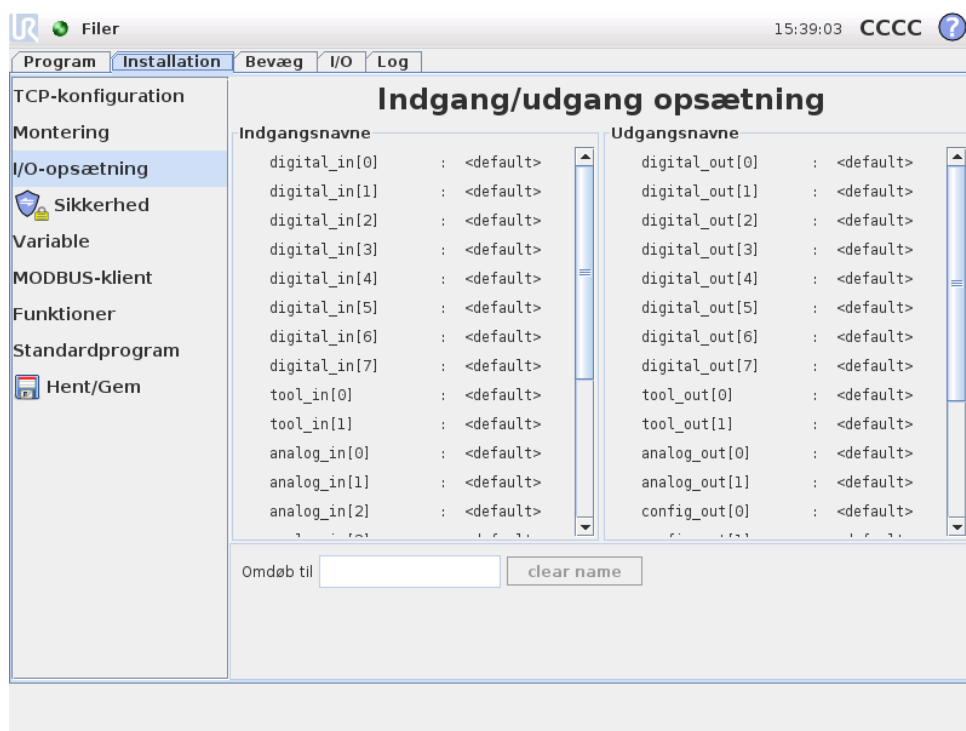 UR Filer 15:39:03 CCCC ?
Program Installation Bevæg I/O Log
TCP-konfiguration
Montering
I/O-opsætning
Sikkerhed
Variable
MODBUS-klient
Funktioner
Standardprogram
Hent/Gem
Indgang/udgang opsætning
Indgangsnavne
digital_in[0] : <default>
digital_in[1] : <default>
digital_in[2] : <default>
digital_in[3] : <default>
digital_in[4] : <default>
digital_in[5] : <default>
digital_in[6] : <default>
digital_in[7] : <default>
tool_in[0] : <default>
tool_in[1] : <default>
analog_in[0] : <default>
analog_in[1] : <default>
analog_in[2] : <default>
Udgangsnavne
digital_out[0] : <default>
digital_out[1] : <default>
digital_out[2] : <default>
digital_out[3] : <default>
digital_out[4] : <default>
digital_out[5] : <default>
digital_out[6] : <default>
digital_out[7] : <default>
tool_out[0] : <default>
tool_out[1] : <default>
analog_out[0] : <default>
analog_out[1] : <default>
config_out[0] : <default>
Omdøb til
clear name